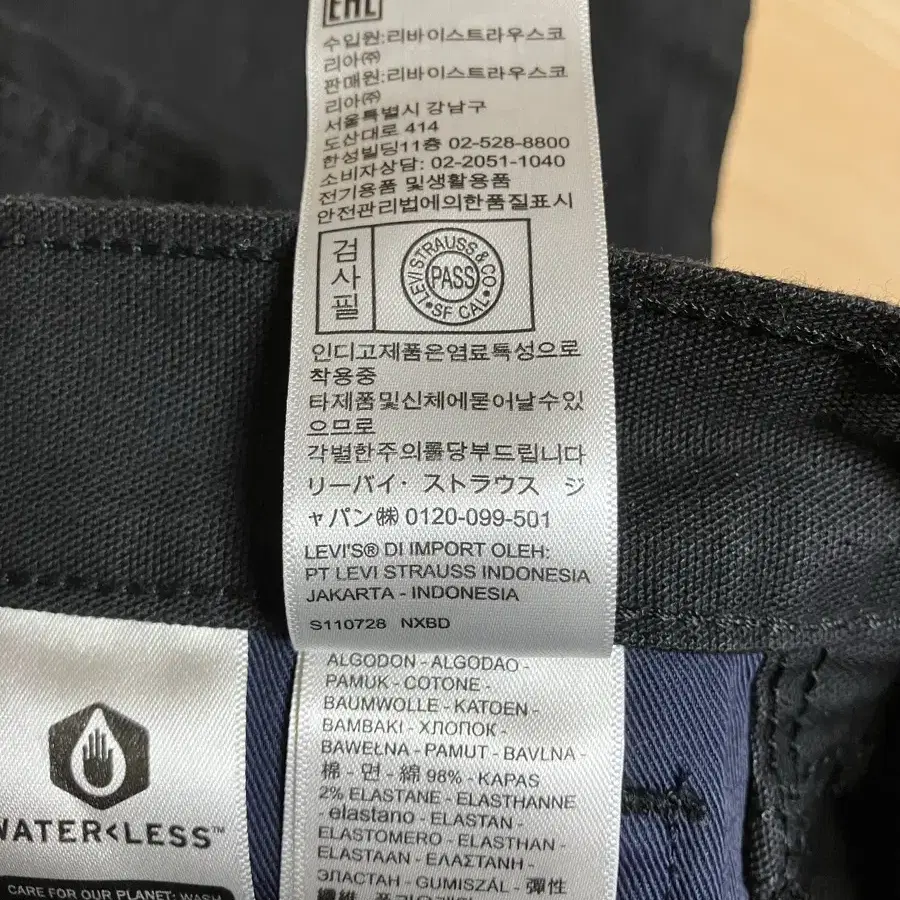 EAC
수입원:리바이스트라우스코
리아㈜
판매원:리바이스트라우스코
리아㈜
서울특별시 강남구
도산대로 414
한성빌딩11층 02-528-8800
소비자상담: 02-2051-1040
전기용품 및생활용품
안전관리법에의한품질표시
검사필
LEVI STRAUSS & CO
PASS
SF CAL
인디고제품은염료특성으로
착용중
타제품및신체에묻어날수있
으므로
각별한주의를당부드립니다
リーバイ・ストラウス ジ
ャパン㈱ 0120-099-501
LEVI'S® DI IMPORT OLEH:
PT LEVI STRAUSS INDONESIA
JAKARTA - INDONESIA
S110728 NXBD
ALGODON - ALGODAO -
PAMUK - COTONE -
BAUMWOLLE - KATOEN -
BAMBAKI - ХЛОПОК -
BAWEŁNA - PAMUT - BAVLNA -
棉 - 면 - 綿 98% - KAPAS
2% ELASTANE - ELASTHANNE
- elastano - ELASTAN -
ELASTOMERO - ELASTHAN -
ELASTAAN - ΕΛΑΣΤΑΝΗ -
ЭЛАСТАН - GUMISZÁL - 彈性
WATER<LESS™
CARE FOR OUR PLANET: WASH